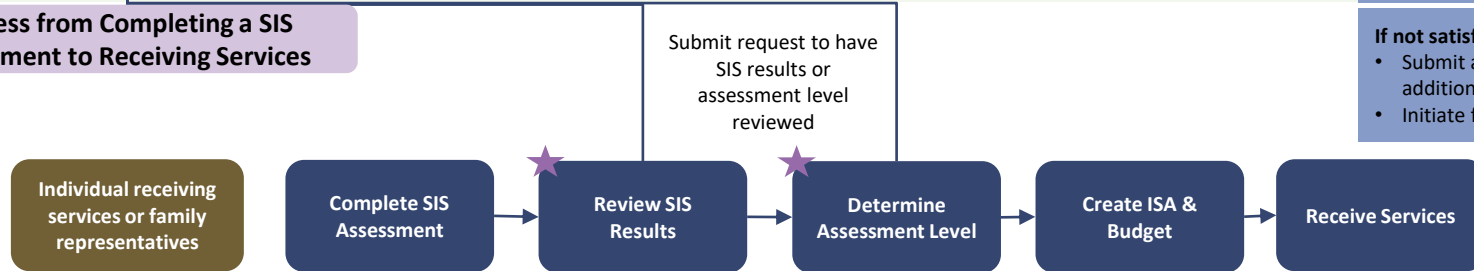 ess from Completing a SIS
ment to Receiving Services
Submit request to have
SIS results or
assessment level
reviewed
If not satisf
• Submit a
addition
• Initiate f
Individual receiving
services or family
representatives
Complete SIS
Assessment
Review SIS
Results
Determine
Assessment Level
Create ISA &
Budget
Receive Services